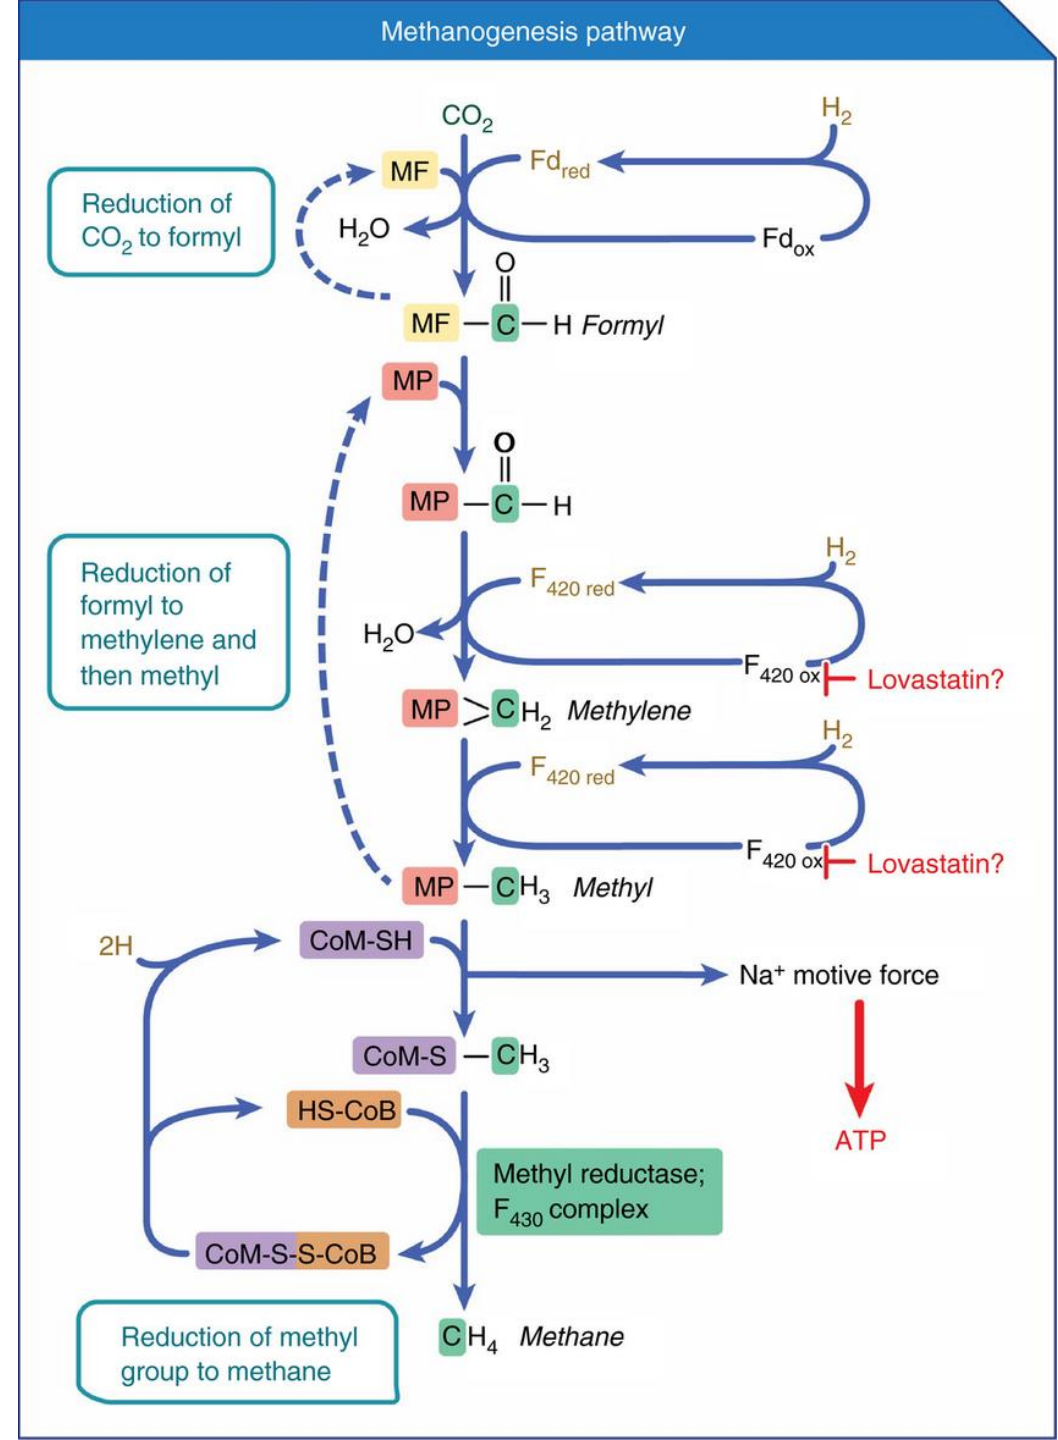 Methanogenesis pathway
CO2
H2
MF
Fdred
Reduction of
CO2 to formyl
H2O
Fdox
O
MF – C – H Formyl
MP
O
MP – C – H
H2
Reduction of
formyl to
methylene and
then methyl
F420 red
H2O
F420 ox
Lovastatin?
MP > CH2 Methylene
H2
F420 red
F420 ox
Lovastatin?
MP – CH3 Methyl
2H
CoM-SH
Na+ motive force
CoM-S – CH3
HS-CoB
ATP
Methyl reductase;
F430 complex
CoM-S-S-CoB
CH4 Methane
Reduction of methyl
group to methane